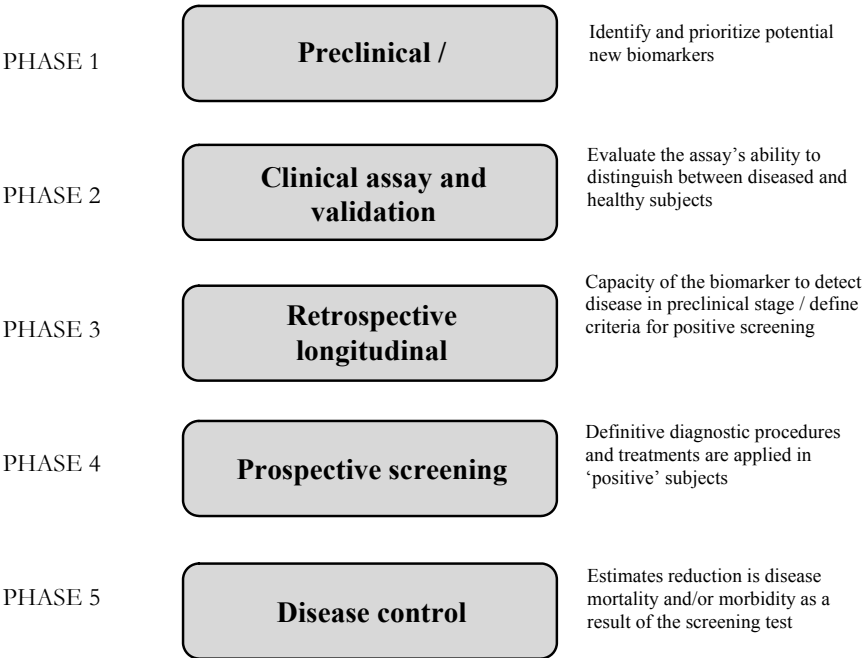 PHASE 1
Preclinical /
Identify and prioritize potential
new biomarkers
PHASE 2
Clinical assay and
validation
Evaluate the assay’s ability to
distinguish between diseased and
healthy subjects
PHASE 3
Retrospective
longitudinal
Capacity of the biomarker to detect
disease in preclinical stage / define
criteria for positive screening
PHASE 4
Prospective screening
Definitive diagnostic procedures
and treatments are applied in
‘positive’ subjects
PHASE 5
Disease control
Estimates reduction is disease
mortality and/or morbidity as a
result of the screening test